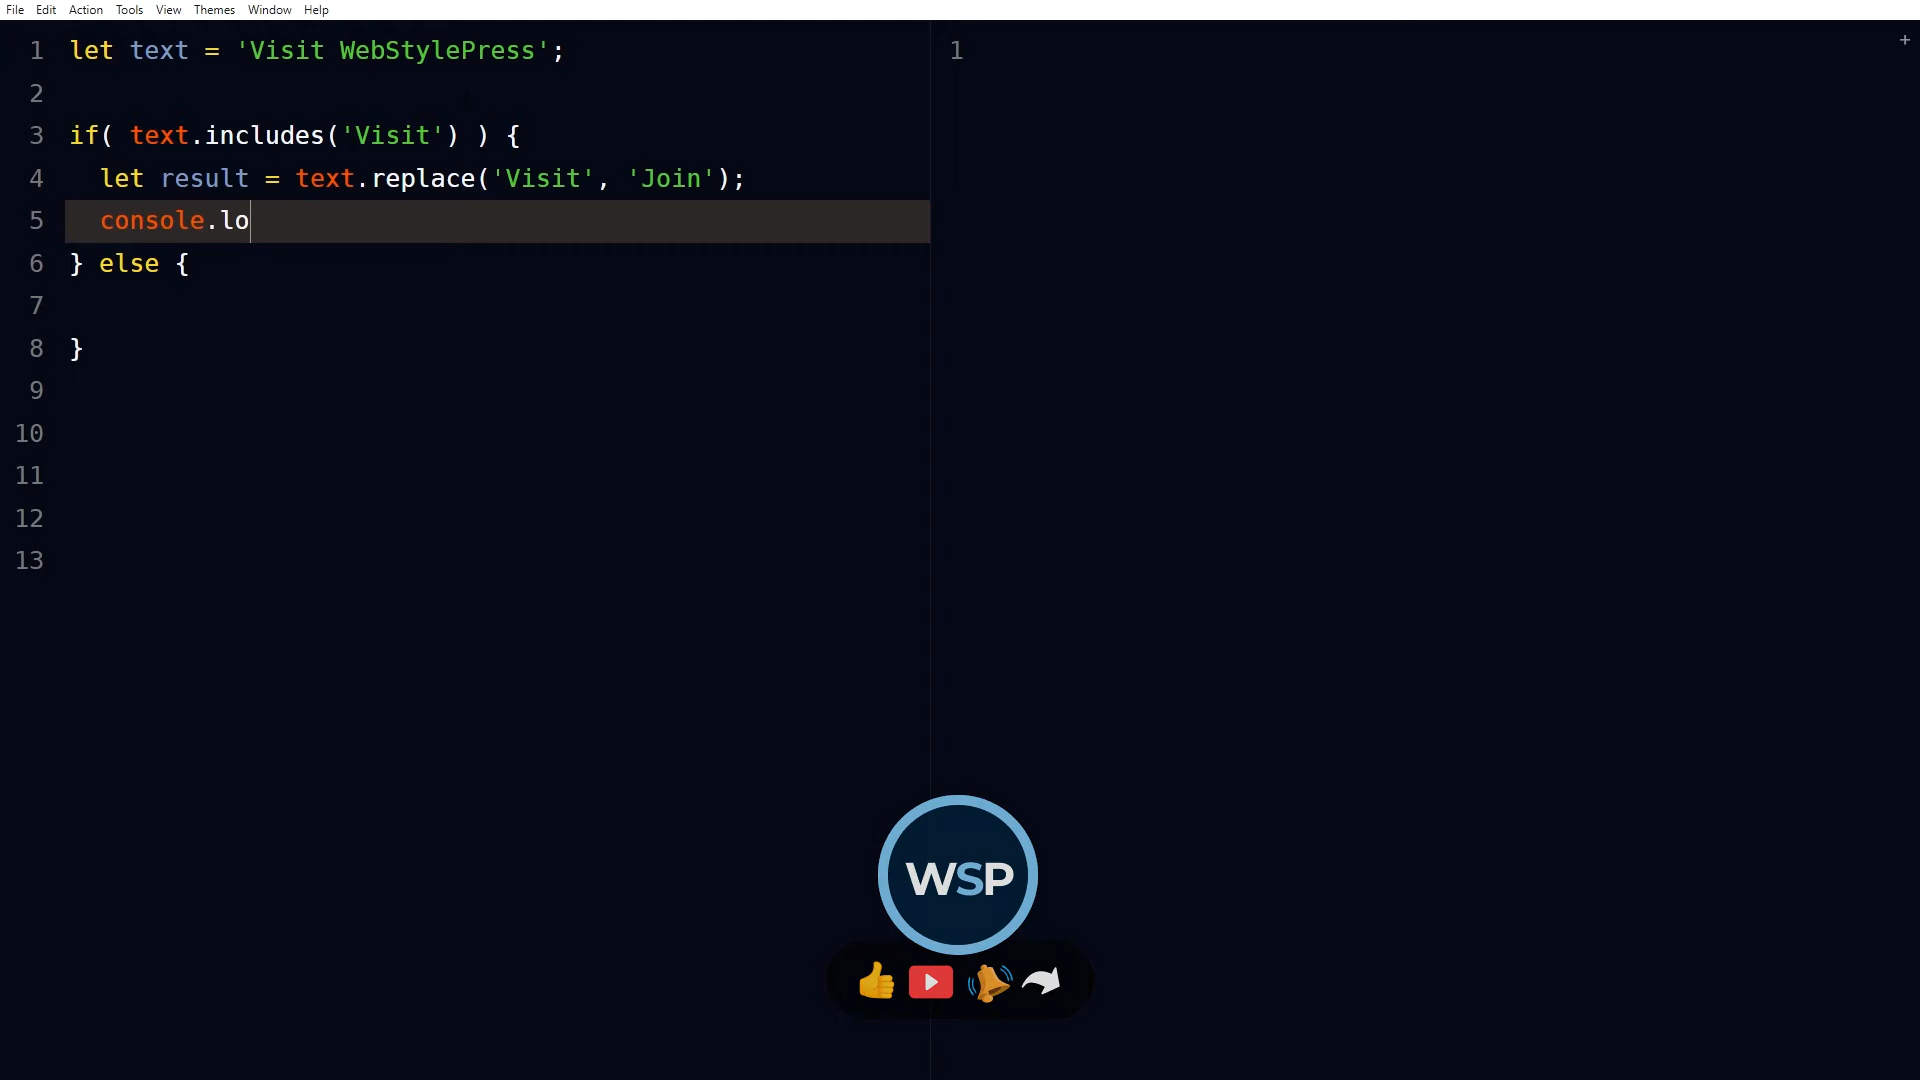 File Edit Action Tools View Themes Window Help
1 let text = 'Visit WebStylePress';
2
3 if( text.includes('Visit') ) {
4   let result = text.replace('Visit', 'Join');
5   console.lo
6 } else {
7
8 }
9
10
11
12
13
1
+
WSP